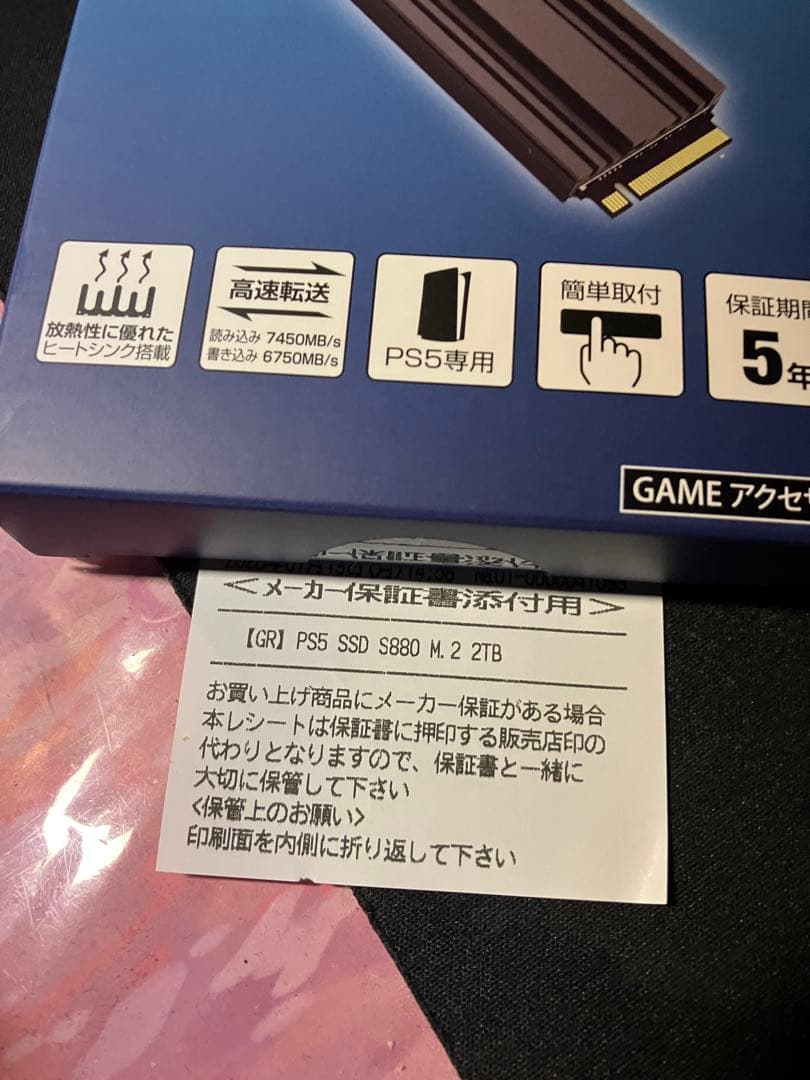 放熱性に優れた
ヒートシンク搭載
高速転送
読み込み 7450MB/s
書き込み 6750MB/s
PS5専用
簡単取付
保証期間
5年
GAME アクセサ
<メーカー保証書添付用>
【GR】PS5 SSD S880 M.2 2TB
お買い上げ商品にメーカー保証がある場合
本レシートは保証書に押印する販売店印の
代わりとなりますので、保証書と一緒に
大切に保管して下さい
<保管上のお願い>
印刷面を内側に折り返して下さい